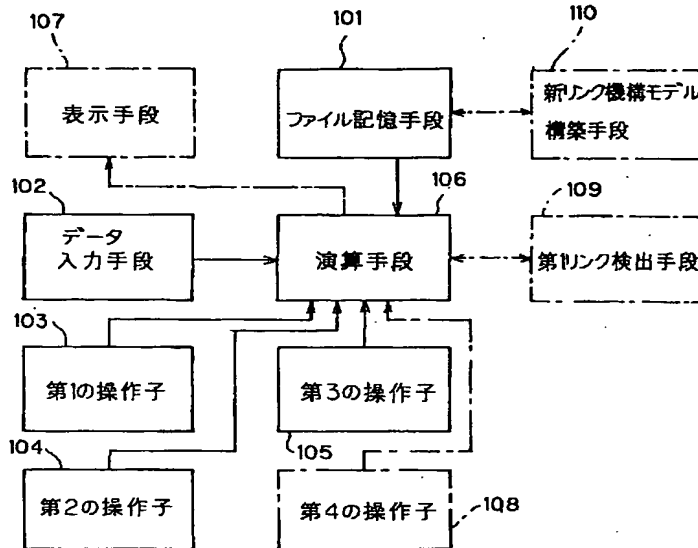 107
101
110
表示手段
ファイル記憶手段
新リンク機構モデル
構築手段
102
106
109
データ
入力手段
演算手段
第1リンク検出手段
103
第1の操作子
第3の操作子
104
105
第2の操作子
第4の操作子
108